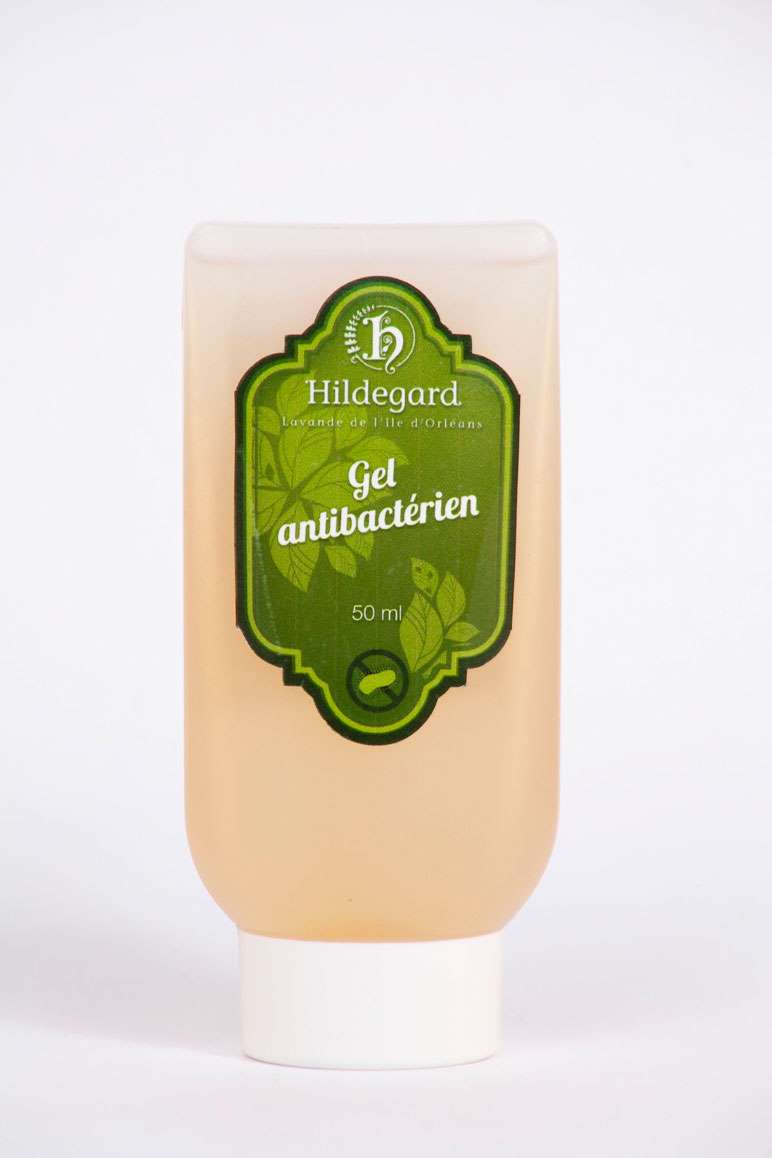 h
Hildegard
Lavande de l'île d'Orléans
Gel
antibactérien
50 ml